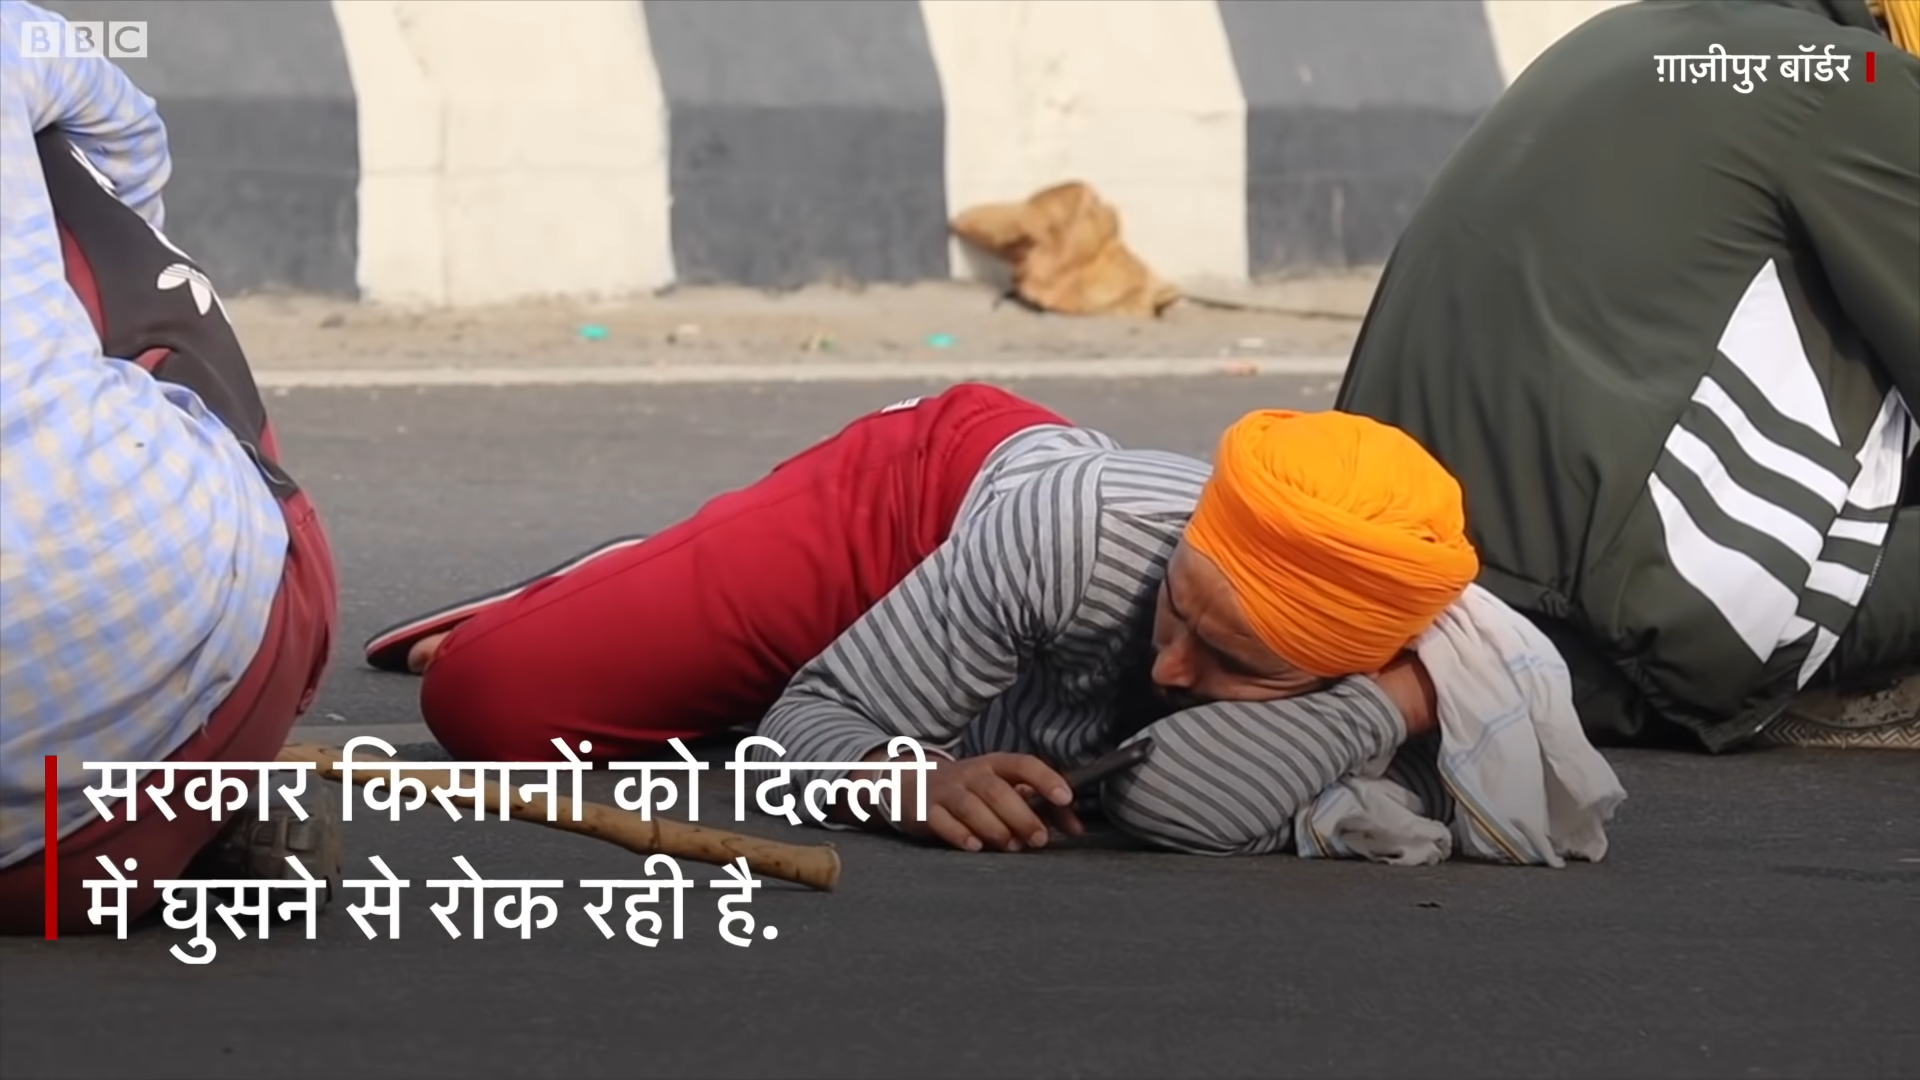 BBC
ग़ाज़ीपुर बॉर्डर
सरकार किसानों को दिल्ली
में घुसने से रोक रही है.